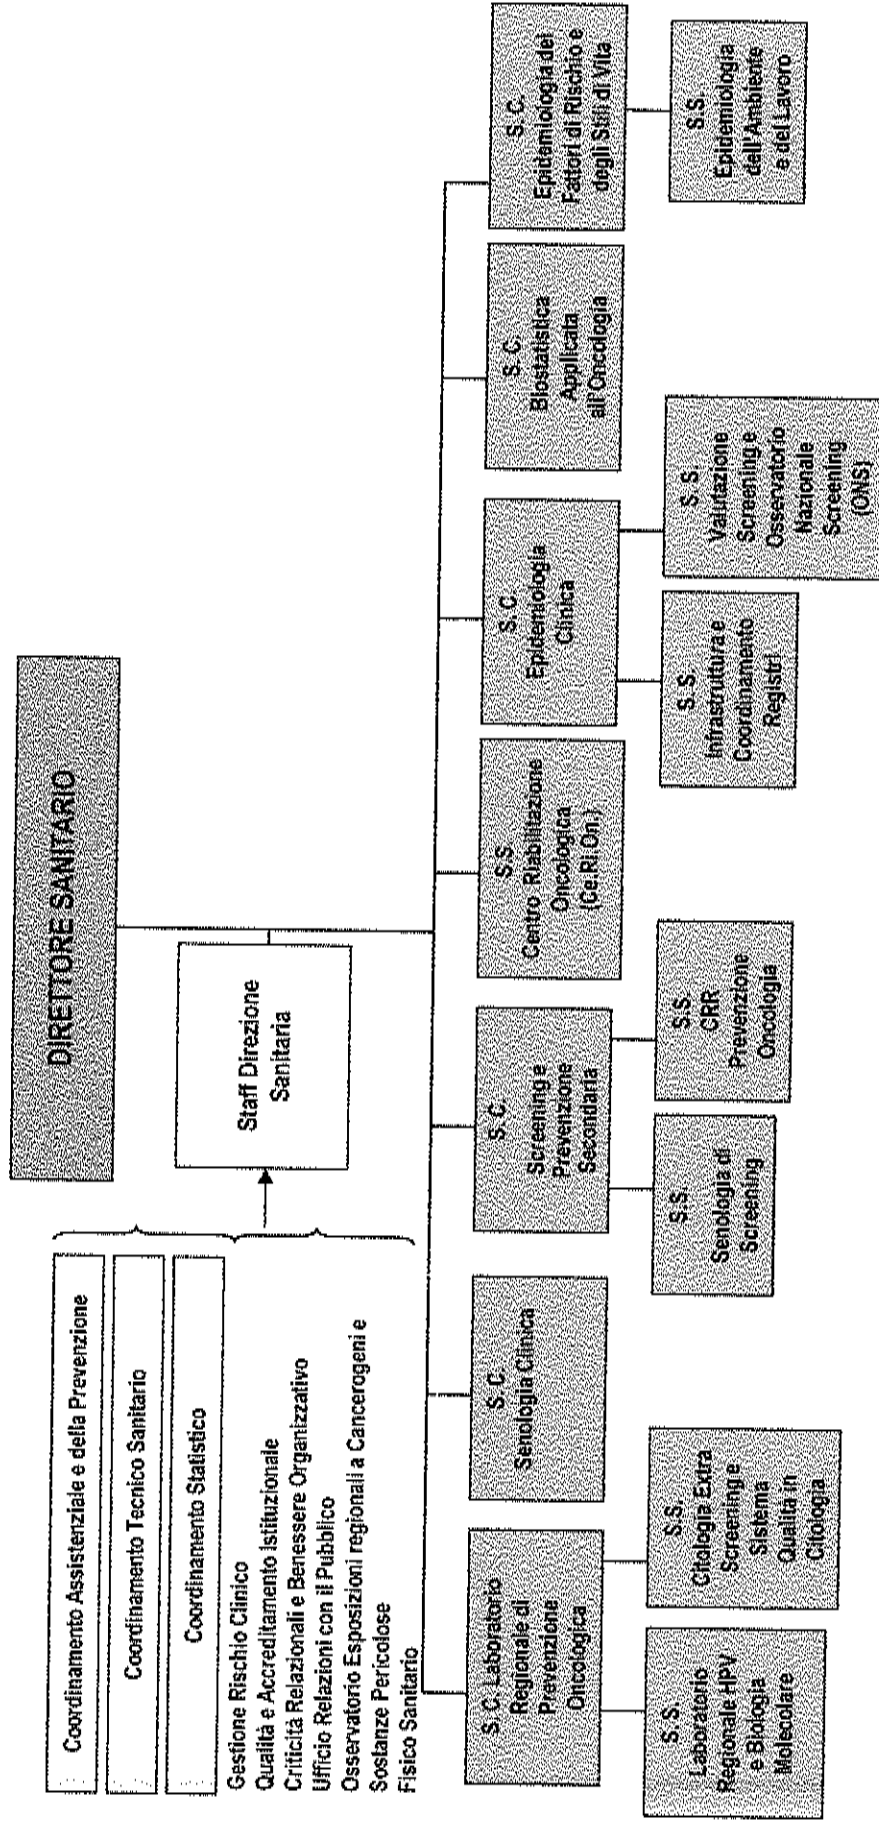 DIRETTORE SANITARIO
Staff Direzione
Sanitaria
Coordinamento Assistenziale e della Prevenzione
Coordinamento Tecnico Sanitario
Coordinamento Statistico
Gestione Rischio Clinico
Qualità e Accreditamento Istituzionale
Criticità Relazionali e Benessere Organizzativo
Ufficio Relazioni con il Pubblico
Osservatorio Esposizioni regionali a Cancerogeni e
Sostanze Pericolose
Fisico Sanitario
S. C. Laboratorio
Regionale di
Prevenzione
Oncologica
S. C.
Senologia Clinica
S. C.
Screening e
Prevenzione
Secondaria
S.S
Centro Riabilitazione
Oncologica
(Ce.Ri.On.)
S. C
Epidemiologia
Clinica
S. C.
Biostatistica
Applicata
all'Oncologia
S. C.
Epidemiologia dei
Fattori di Rischio e
degli Stili di Vita
S.S.
Laboratorio
Regionale HPV
e Biologia
Molecolare
S.S.
Citologia Extra
Screening e
Sistema
Qualità in
Citologia
S.S.
Senologia di
Screening
S.S
CRR
Prevenzione
Oncologia
S.S.
Infrastruttura e
Coordinamento
Registri
S.S.
Valutazione
Screening e
Osservatorio
Nazionale
Screening
(ONS)
S.S.
Epidemiologia
dell'Ambiente
e del Lavoro